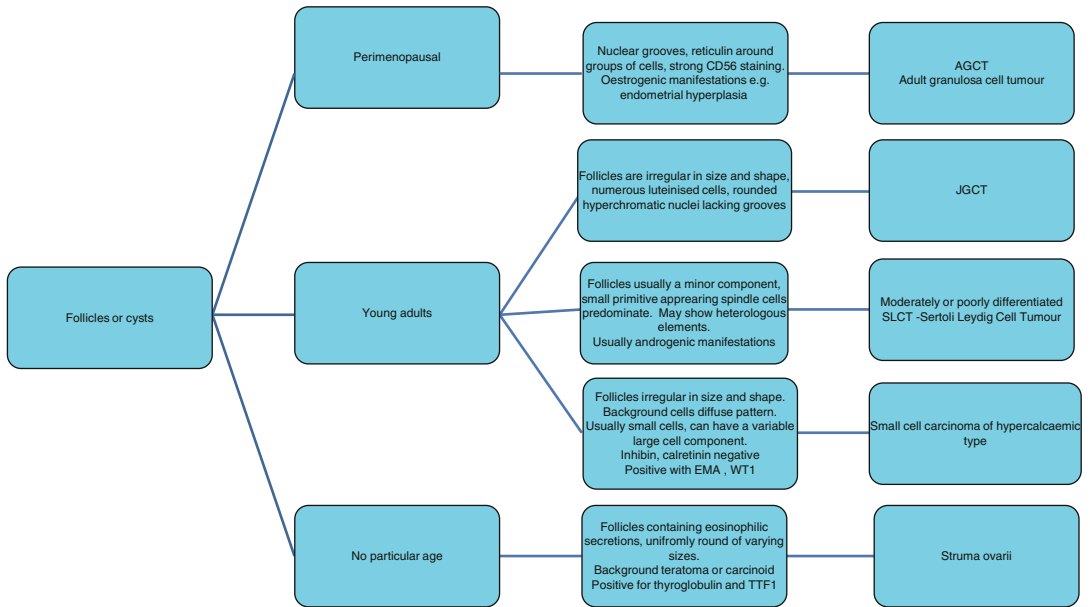 Perimenopausal
Nuclear grooves, reticulin around
groups of cells, strong CD56 staining.
Oestrogenic manifestations e.g.
endometrial hyperplasia
AGCT
Adult granulosa cell tumour
Follicles or cysts
Young adults
Follicles are irregular in size and shape,
numerous luteinised cells, rounded
hyperchromatic nuclei lacking grooves
JGCT
Follicles usually a minor component,
small primitive apprearing spindle cells
predominate. May show heterologous
elements.
Usually androgenic manifestations
Moderately or poorly differentiated
SLCT -Sertoli Leydig Cell Tumour
Follicles irregular in size and shape.
Background cells diffuse pattern.
Usually small cells, can have a variable
large cell component.
Inhibin, calretinin negative
Positive with EMA , WT1
Small cell carcinoma of hypercalcaemic
type
No particular age
Follicles containing eosinophilic
secretions, unifromly round of varying
sizes.
Background teratoma or carcinoid
Positive for thyroglobulin and TTF1
Struma ovarii